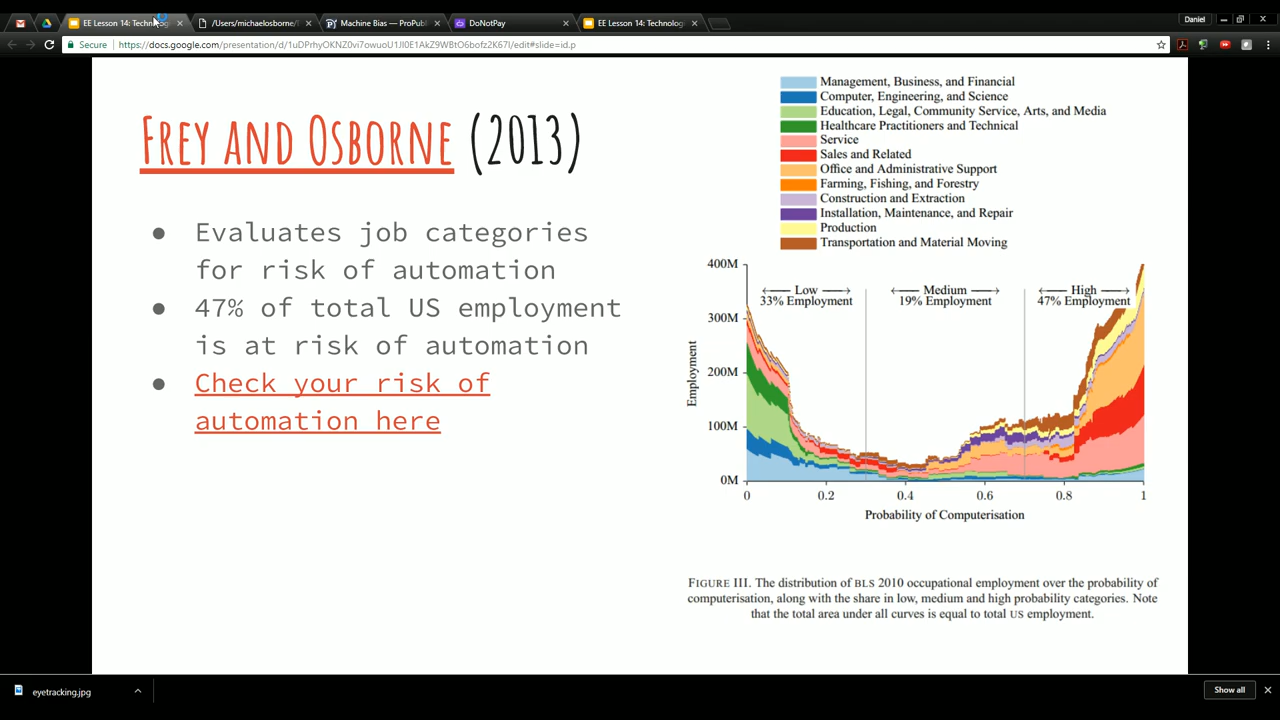 EE Lesson 14: Technolog
/Users/michaelosborne/
Machine Bias — ProPubl
DoNotPay
EE Lesson 14: Technolog
Daniel
Secure
https://docs.google.com/presentation/d/1uDPrhyOKNZ0vi7owuoU1JI0E1AkZ9WBtO6bofz2K67I/edit#slide=id.p
FREY AND OSBORNE (2013)
● Evaluates job categories
for risk of automation
● 47% of total US employment
is at risk of automation
● Check your risk of
automation here
Management, Business, and Financial
Computer, Engineering, and Science
Education, Legal, Community Service, Arts, and Media
Healthcare Practitioners and Technical
Service
Sales and Related
Office and Administrative Support
Farming, Fishing, and Forestry
Construction and Extraction
Installation, Maintenance, and Repair
Production
Transportation and Material Moving
400M
300M
200M
100M
0M
Employment
⟵ Low ⟶
33% Employment
⟵ Medium ⟶
19% Employment
⟵ High ⟶
47% Employment
0 0.2 0.4 0.6 0.8 1
Probability of Computerisation
FIGURE III. The distribution of BLS 2010 occupational employment over the probability of
computerisation, along with the share in low, medium and high probability categories. Note
that the total area under all curves is equal to total US employment.
eyetracking.jpg
Show all